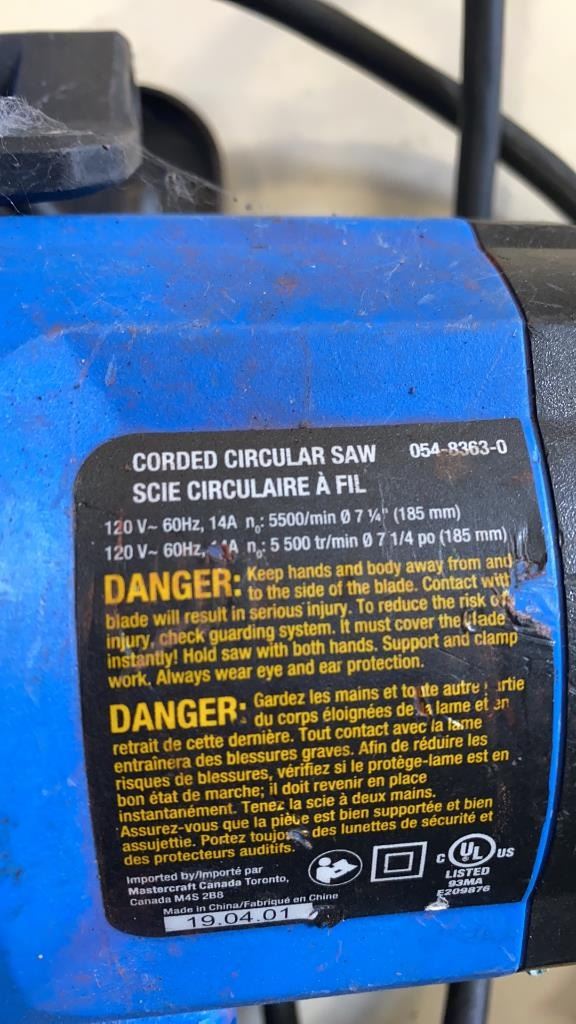 CORDED CIRCULAR SAW 054-8363-0
SCIE CIRCULAIRE À FIL
120 V~ 60Hz, 14A n₀: 5500/min Ø 7 ¼" (185 mm)
120 V~ 60Hz, n₀: 5 500 tr/min Ø 7 1/4 po (185 mm)
DANGER: Keep hands and body away from and
to the side of the blade. Contact with
blade will result in serious injury. To reduce the risk of
injury, check guarding system. It must cover the blade
instantly! Hold saw with both hands. Support and clamp
work. Always wear eye and ear protection.
DANGER: Gardez les mains et toute autre partie
du corps éloignées de la lame et en
retrait de cette dernière. Tout contact avec la lame
entraînera des blessures graves. Afin de réduire les
risques de blessures, vérifiez si le protège-lame est en
bon état de marche; il doit revenir en place
instantanément. Tenez la scie à deux mains.
Assurez-vous que la pièce est bien supportée et bien
assujettie. Portez toujours des lunettes de sécurité et
des protecteurs auditifs.
Imported by/Importé par
Mastercraft Canada Toronto,
Canada M4S 2B8
Made in China/Fabriqué en Chine
19.04.01
C UL US
LISTED
93MA
E209876